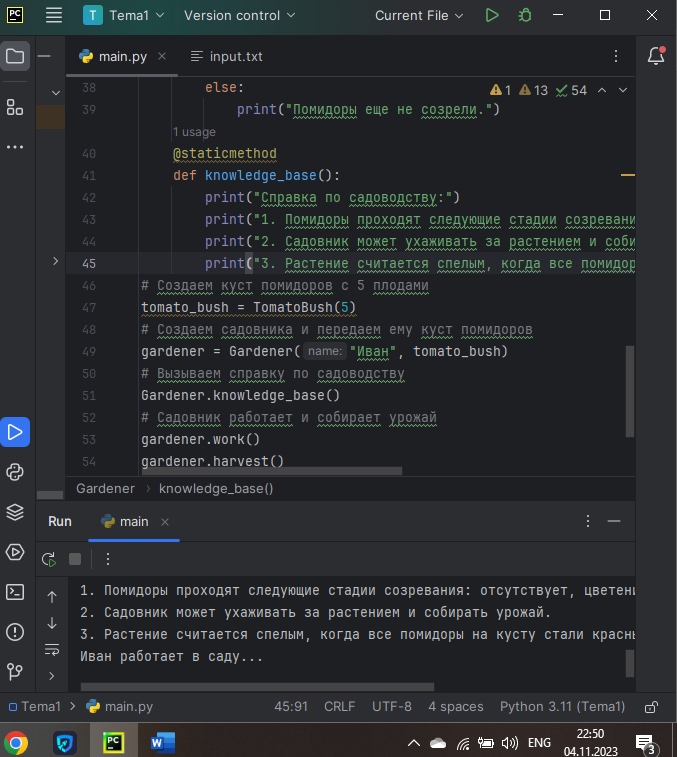 PC
T Tema1 Version control Current File
main.py input.txt
38 else:
1 13 54
39 print("Помидоры еще не созрели.")
1 usage
40 @staticmethod
41 def knowledge_base():
42 print("Справка по садоводству:")
43 print("1. Помидоры проходят следующие стадии созревани
44 print("2. Садовник может ухаживать за растением и соби
45 print("3. Растение считается спелым, когда все помидор
46 # Создаем куст помидоров с 5 плодами
47 tomato_bush = TomatoBush(5)
48 # Создаем садовника и передаем ему куст помидоров
49 gardener = Gardener( name: "Иван", tomato_bush)
50 # Вызываем справку по садоводству
51 Gardener.knowledge_base()
52 # Садовник работает и собирает урожай
53 gardener.work()
54 gardener.harvest()
Gardener knowledge_base()
Run main
1. Помидоры проходят следующие стадии созревания: отсутствует, цветени
2. Садовник может ухаживать за растением и собирать урожай.
3. Растение считается спелым, когда все помидоры на кусту стали красны
Иван работает в саду...
Tema1 main.py 45:91 CRLF UTF-8 4 spaces Python 3.11 (Tema1)
PC W ENG 22:50
04.11.2023 3